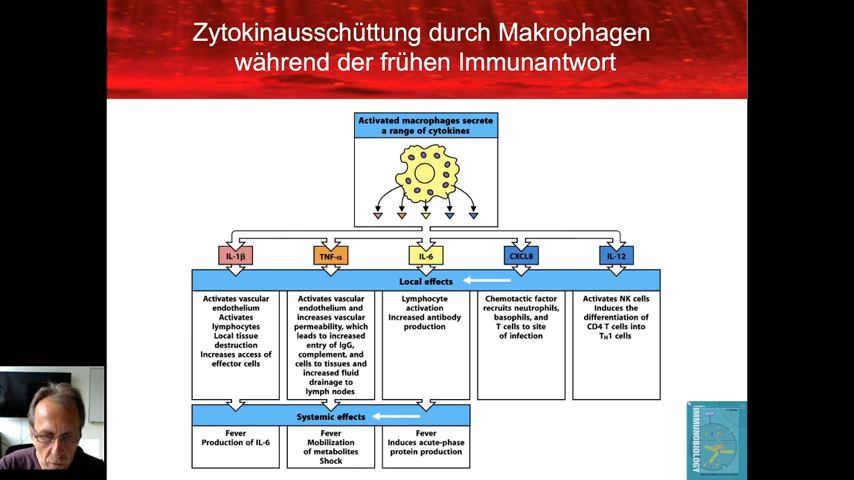 Zytokinausschüttung durch Makrophagen
während der frühen Immunantwort
Activated macrophages secrete
a range of cytokines
IL-1β
TNF-α
IL-6
CXCL8
IL-12
Local effects
Activates vascular
endothelium
Activates
lymphocytes
Local tissue
destruction
Increases access of
effector cells
Activates vascular
endothelium and
increases vascular
permeability, which
leads to increased
entry of IgG,
complement, and
cells to tissues and
increased fluid
drainage to
lymph nodes
Lymphocyte
activation
Increased antibody
production
Chemotactic factor
recruits neutrophils,
basophils, and
T cells to site
of infection
Activates NK cells
Induces the
differentiation of
CD4 T cells into
TH1 cells
Systemic effects
Fever
Production of IL-6
Fever
Mobilization
of metabolites
Shock
Fever
Induces acute-phase
protein production
IMMUNOBIOLOGY